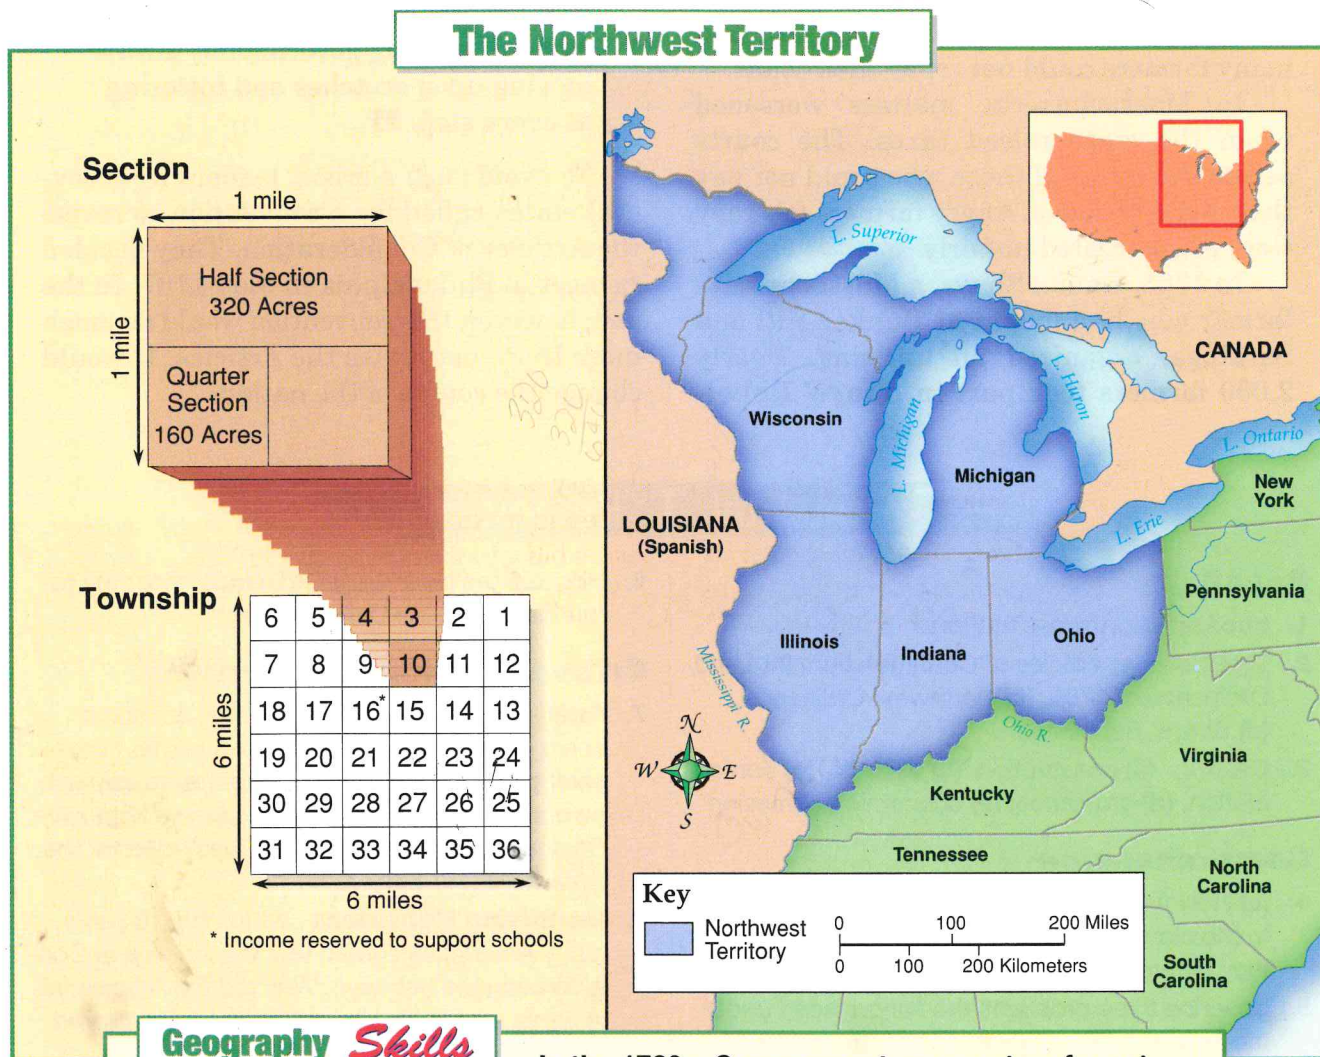 The Northwest Territory
Section
1 mile
1 mile
Half Section
320 Acres
Quarter
Section
160 Acres
320
320
Township
6 miles
6 5 4 3 2 1
7 8 9 10 11 12
18 17 16* 15 14 13
19 20 21 22 23 24
30 29 28 27 26 25
31 32 33 34 35 36
6 miles
* Income reserved to support schools
L. Superior
CANADA
L. Huron
L. Michigan
L. Ontario
L. Erie
Wisconsin
Michigan
New
York
LOUISIANA
(Spanish)
Pennsylvania
Illinois
Indiana
Ohio
Mississippi R.
Ohio R.
N
W E
S
Virginia
Kentucky
Tennessee
North
Carolina
South
Carolina
Key
Northwest
Territory
0 100 200 Miles
0 100 200 Kilometers
Geography Skills